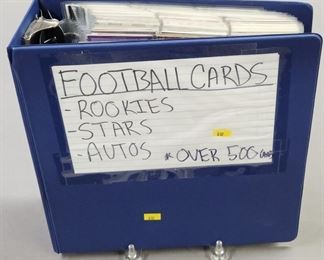 FOOTBALL CARDS
-ROOKIES
-STARS
-AUTOS * OVER 500